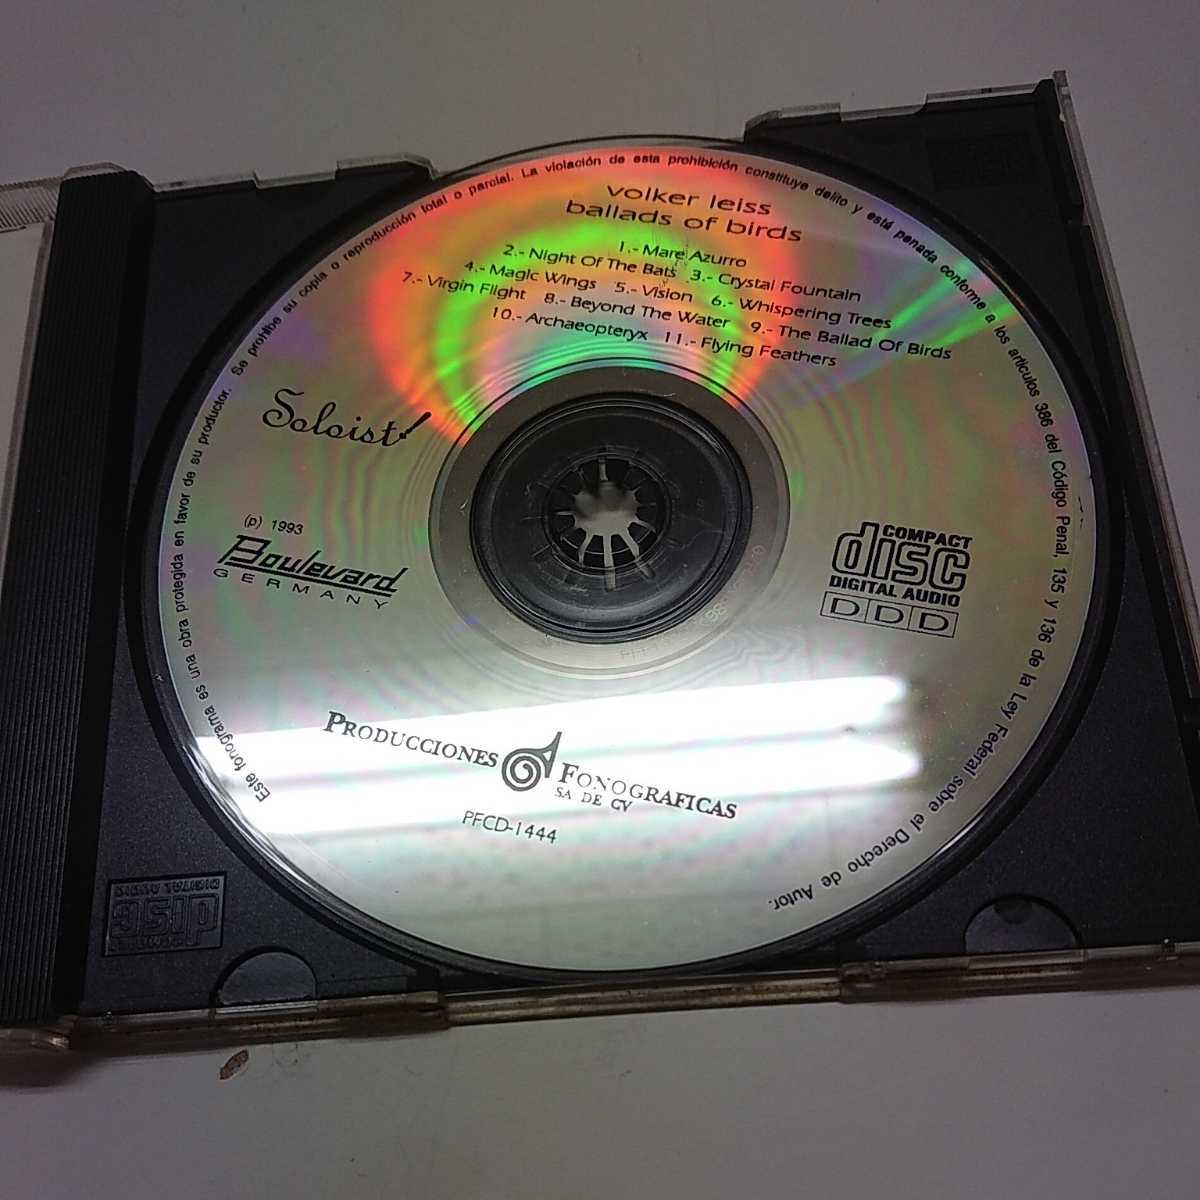 Este fonograma es una obra protegida en favor de su productor. Se prohibe su copia o reproducción total o parcial. La violación de esta prohibición constituye delito y está penada conforme a los artículos 386 del Código Penal, 135 y 136 de la Ley Federal sobre el Derecho de Autor.
volker leiss
ballads of birds
1.- Mare Azurro
2.- Night Of The Bats 3.- Crystal Fountain
4.- Magic Wings 5.- Vision 6.- Whispering Trees
7.- Virgin Flight 8.- Beyond The Water 9.- The Ballad Of Birds
10.- Archaeopteryx 11.- Flying Feathers
Soloist!
(p) 1993
Boulevard
GERMANY
COMPACT
disc
DIGITAL AUDIO
DDD
PRODUCCIONES FONOGRAFICAS
SA DE CV
PFCD-1444
COMPACT
disc
DIGITAL AUDIO